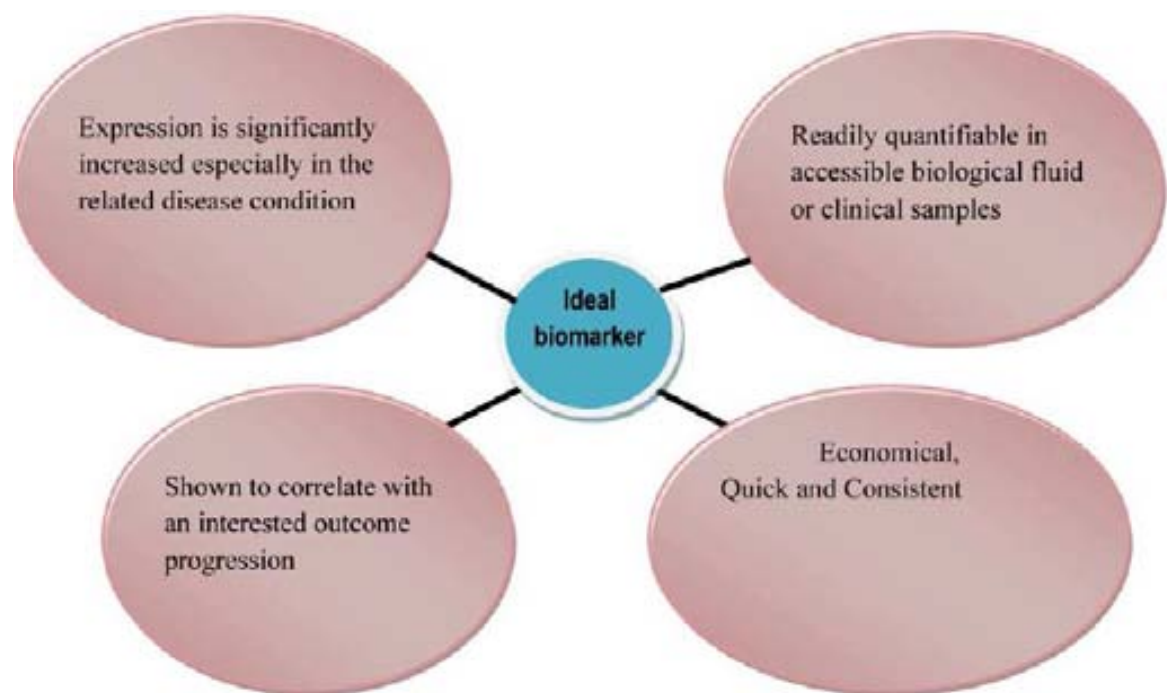 Expression is significantly
increased especially in the
related disease condition
Readily quantifiable in
accessible biological fluid
or clinical samples
Ideal
biomarker
Shown to correlate with
an interested outcome
progression
Economical,
Quick and Consistent